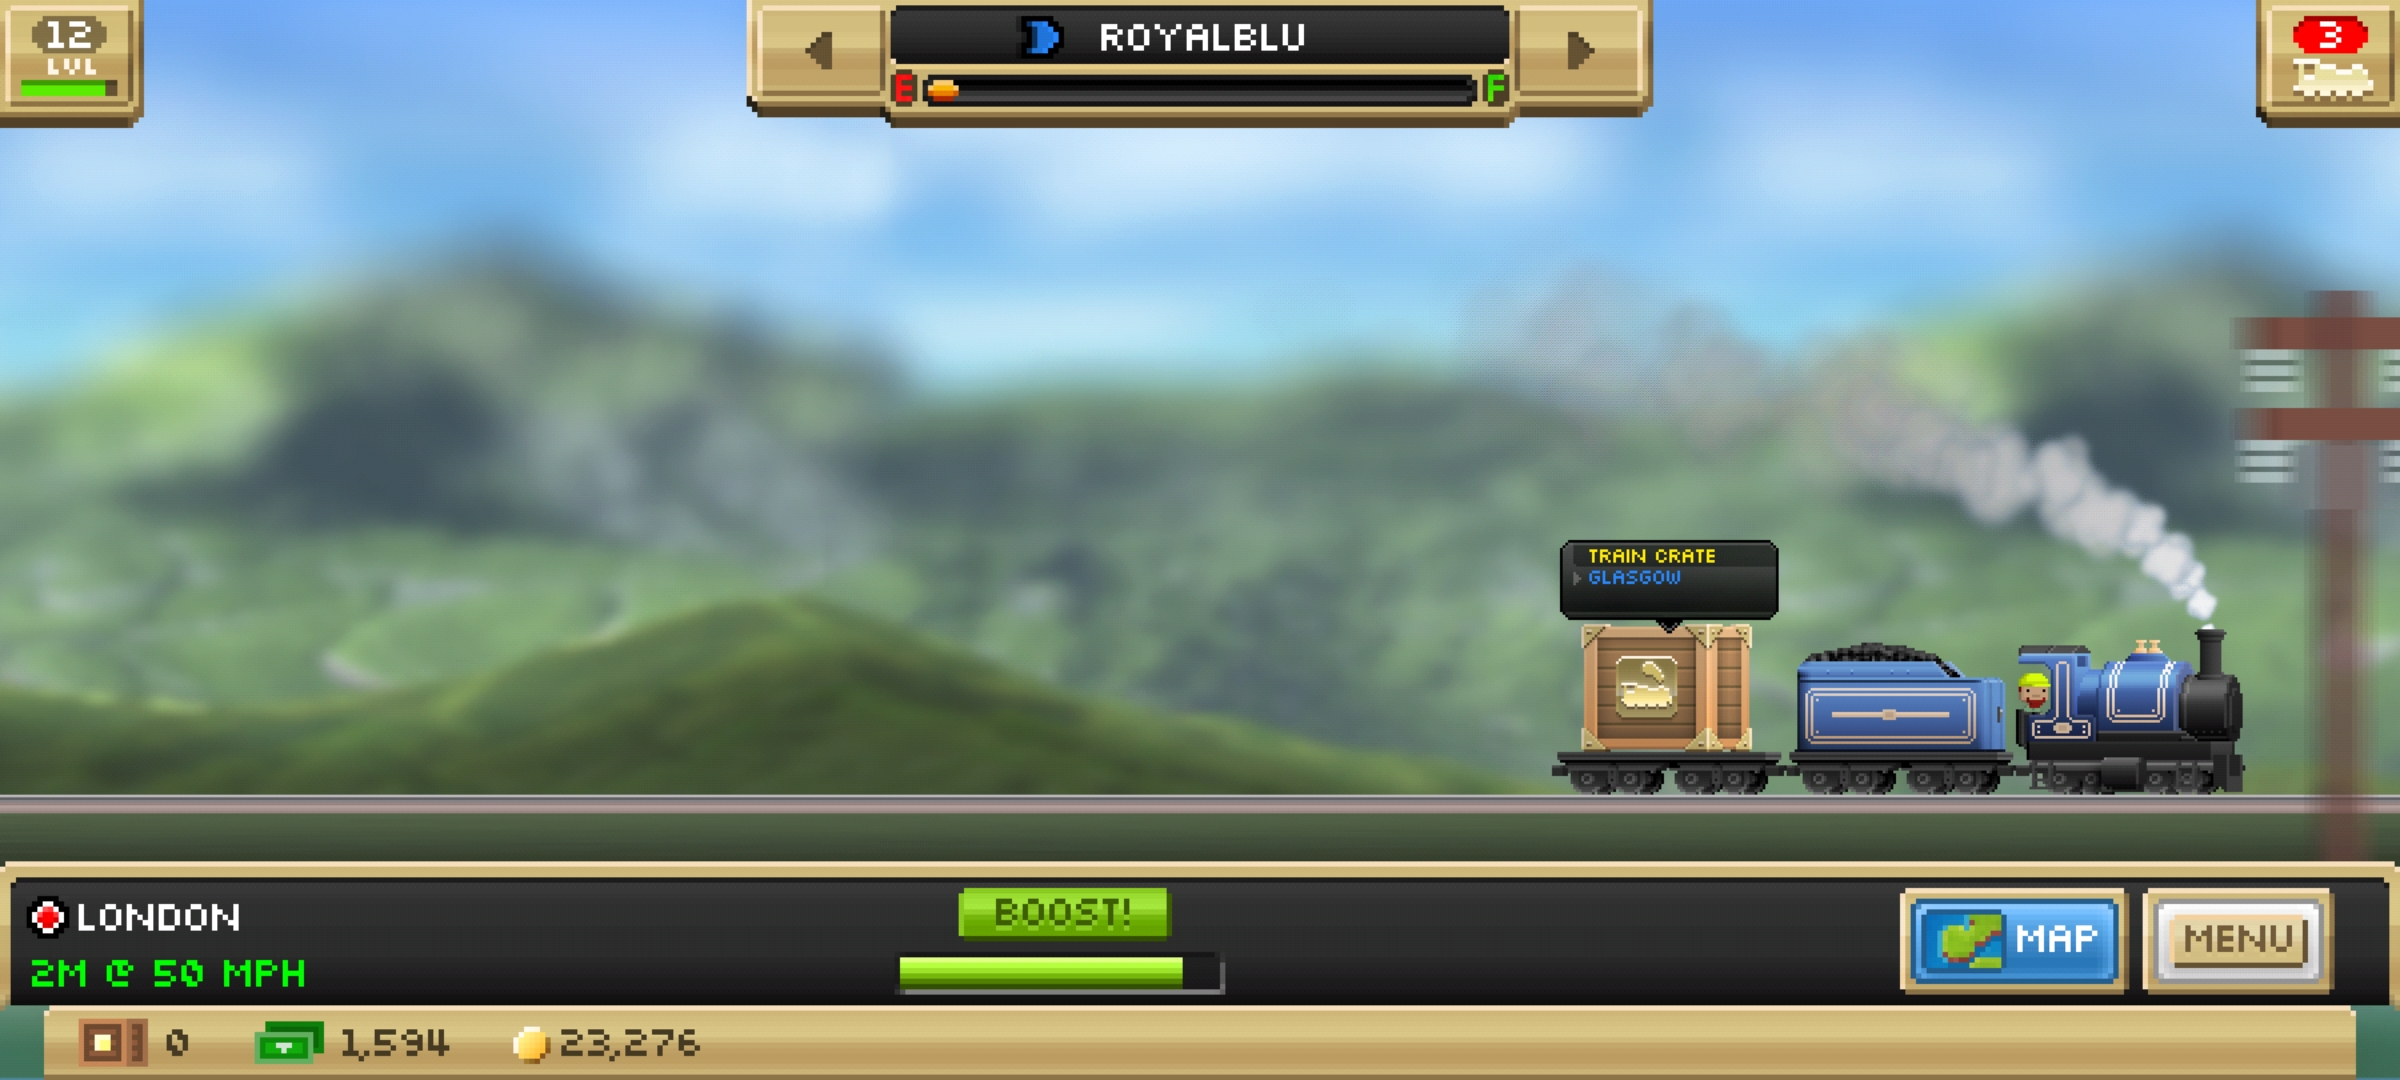 12
LVL
ROYALBLU
E F
3
TRAIN CRATE
GLASGOW
LONDON
2M @ 50 MPH
BOOST!
MAP
MENU
0 1,594 23,276